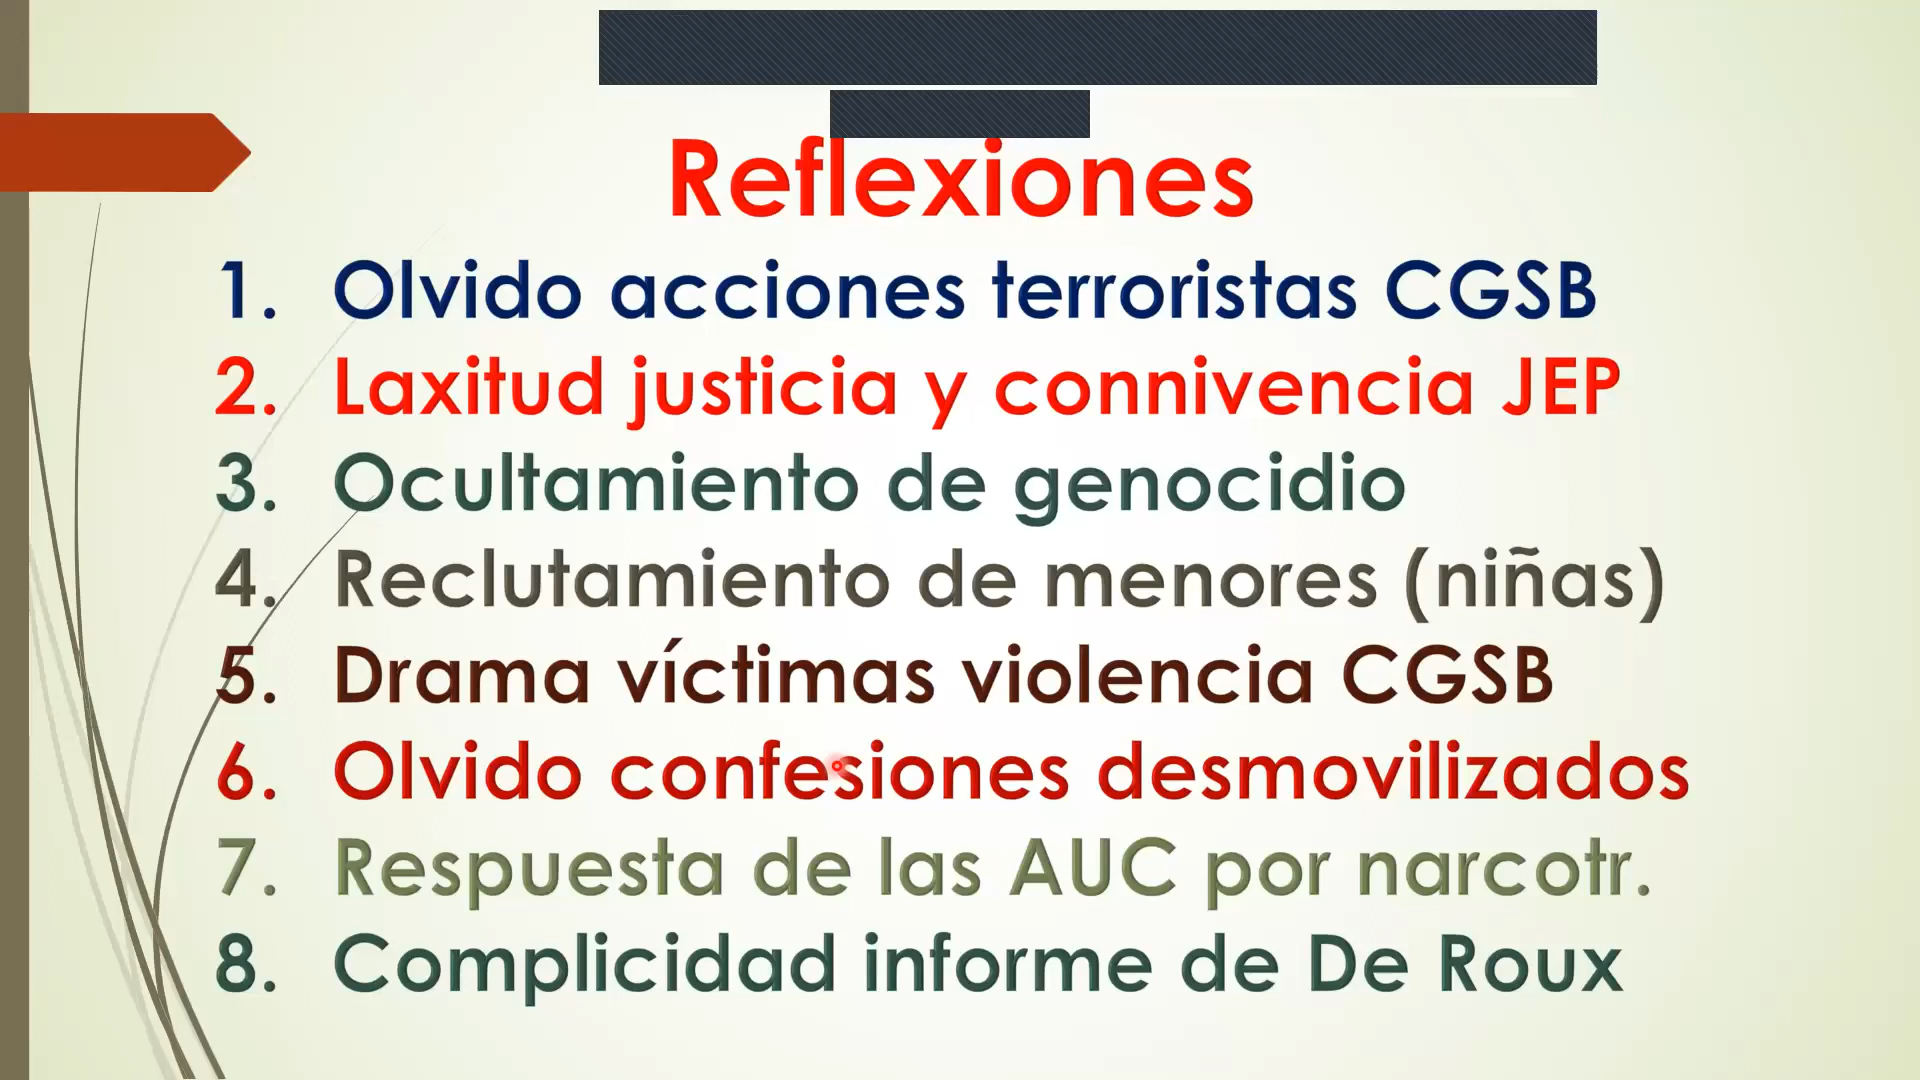 Reflexiones
1. Olvido acciones terroristas CGSB
2. Laxitud justicia y connivencia JEP
3. Ocultamiento de genocidio
4. Reclutamiento de menores (niñas)
5. Drama víctimas violencia CGSB
6. Olvido confesiones desmovilizados
7. Respuesta de las AUC por narcotr.
8. Complicidad informe de De Roux